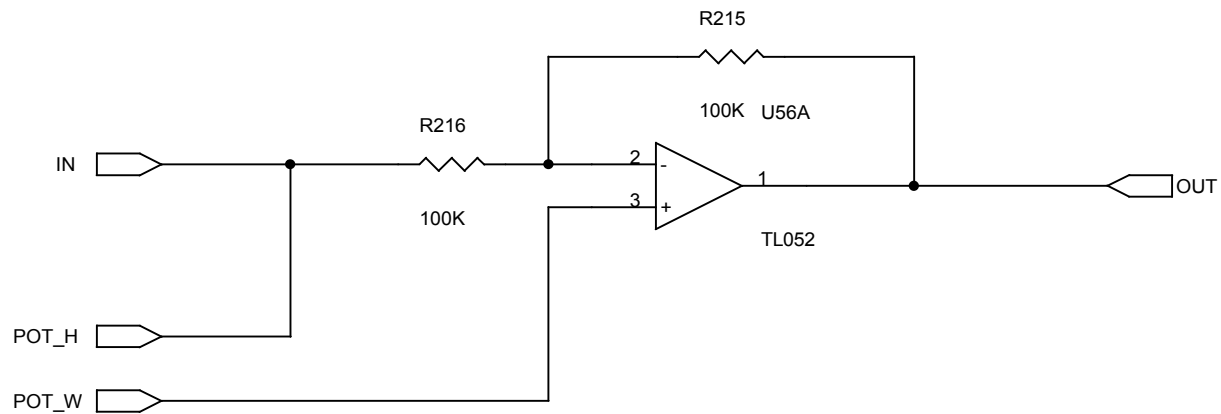 R215
100K U56A
R216
IN
2
-
1
OUT
3
+
100K
TL052
POT_H
POT_W